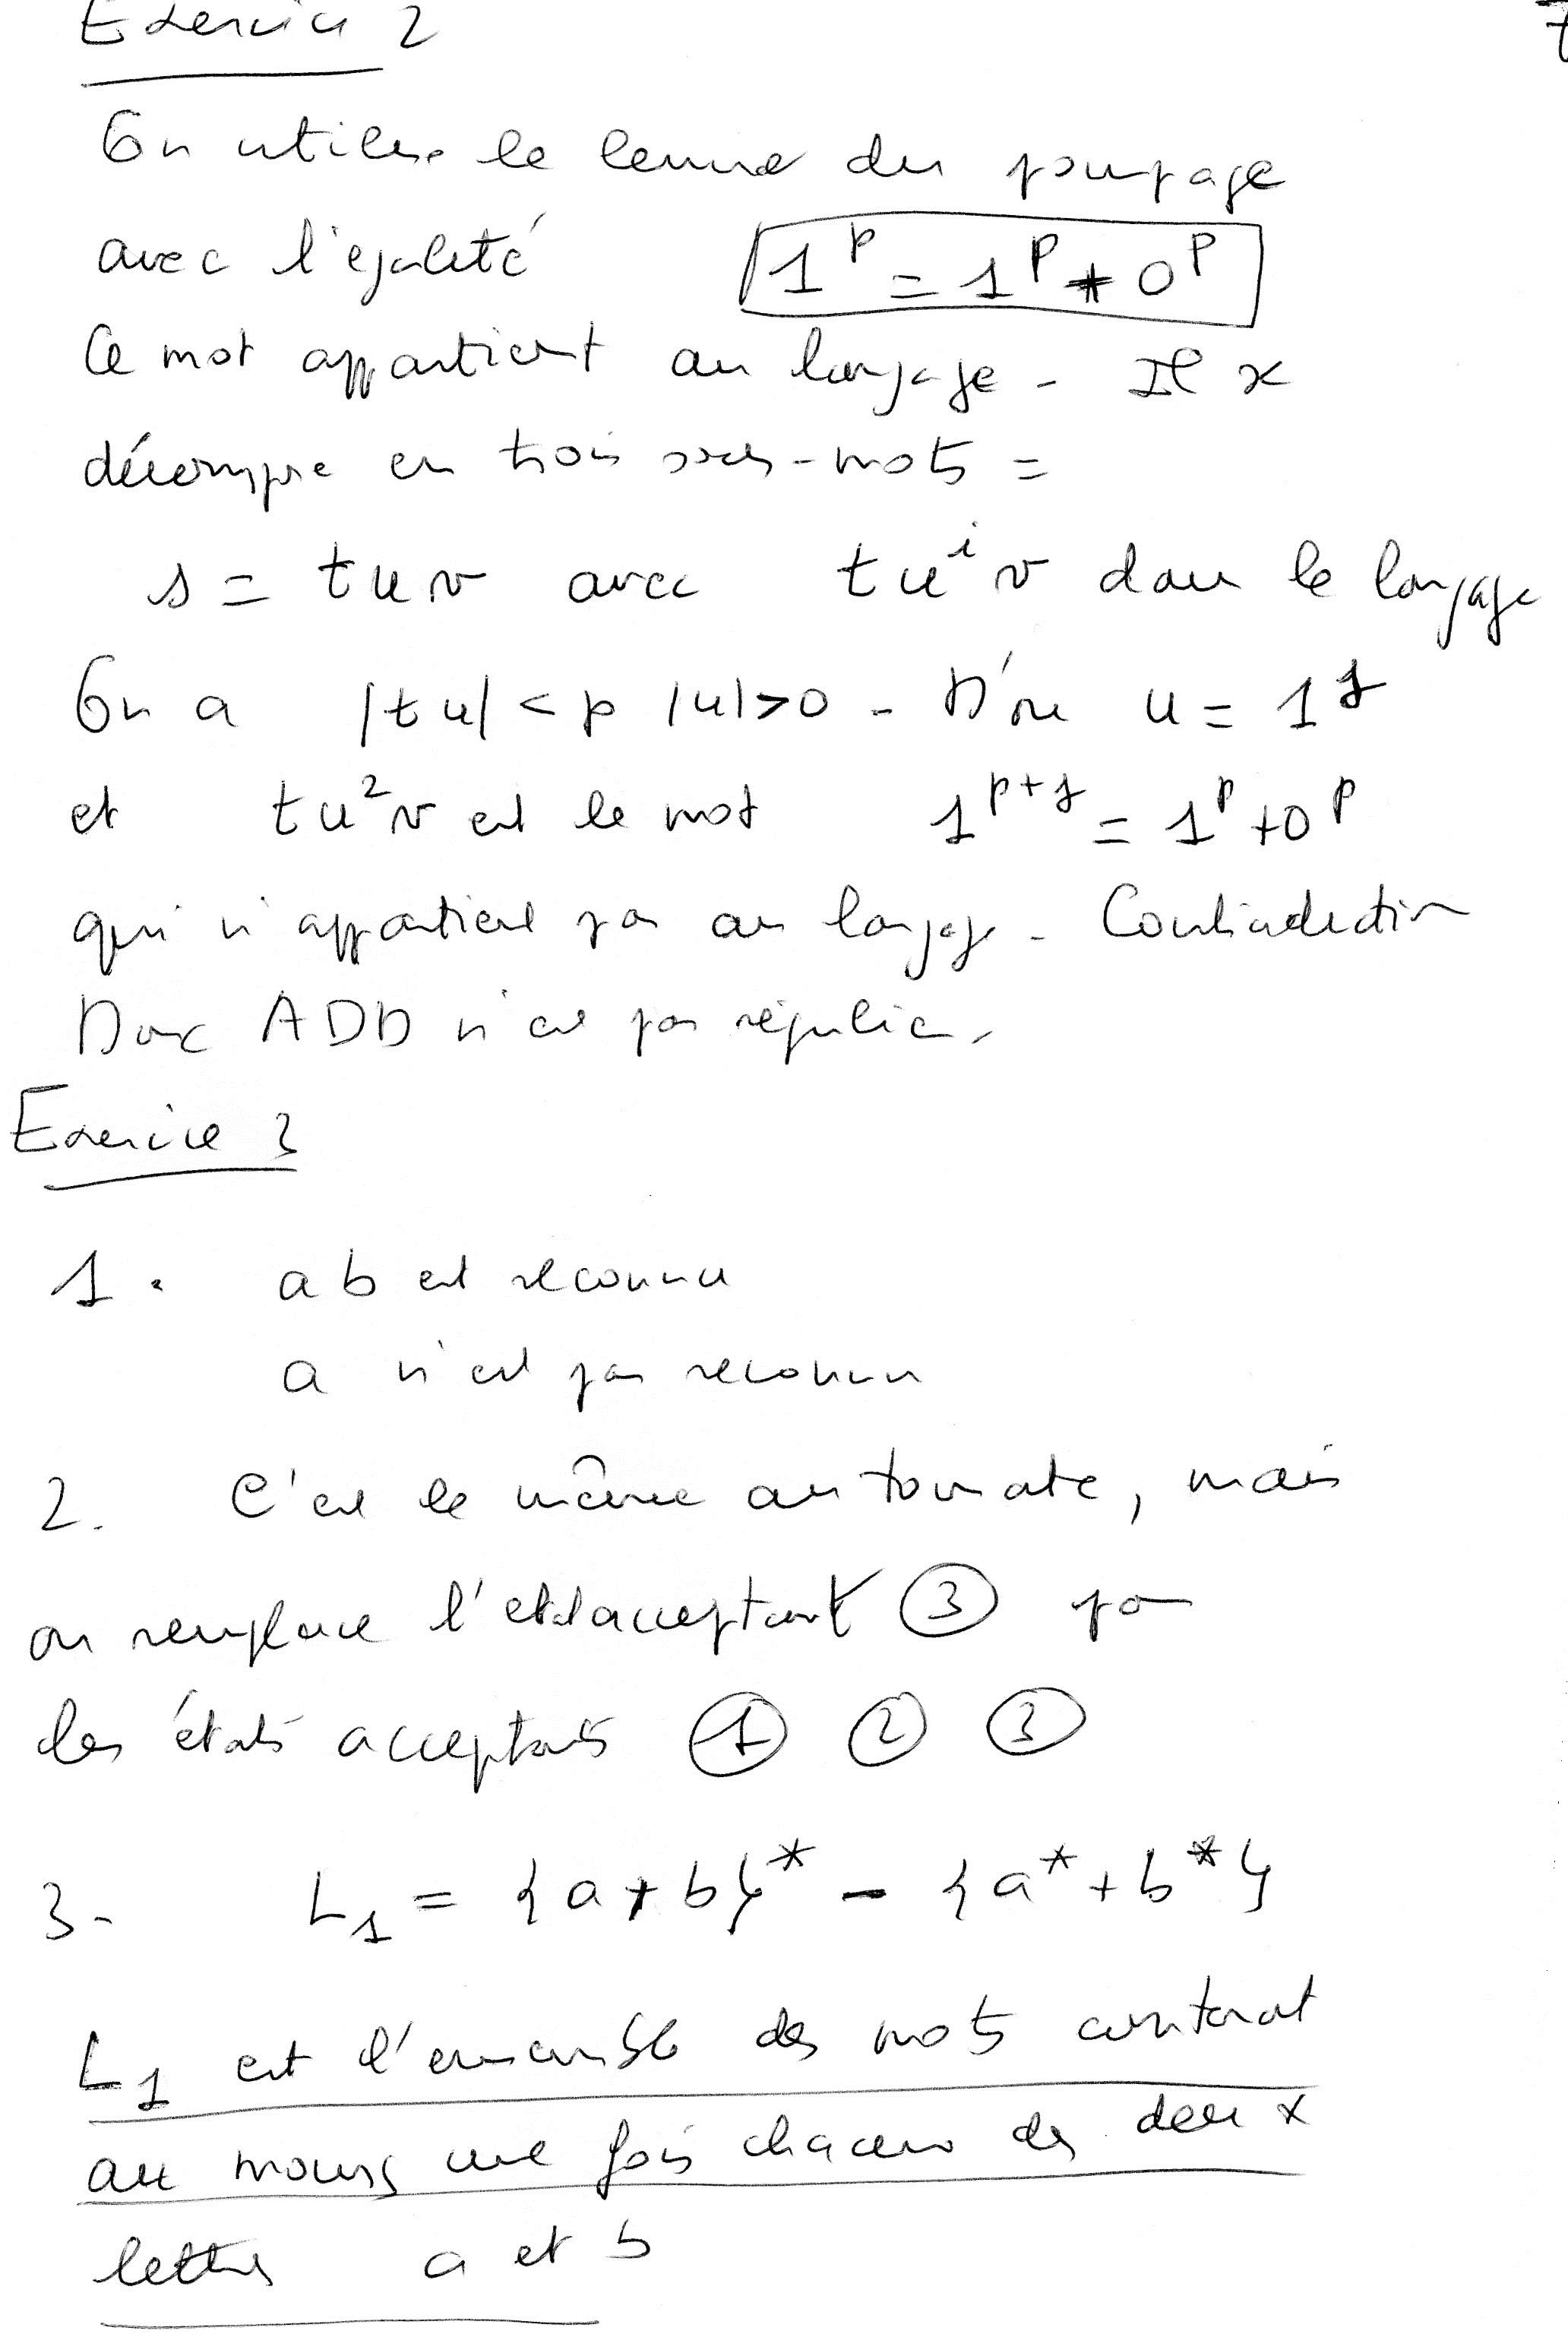 Exercice 2
7
On utilise le lemme du pompage
avec l'égalité 1^p = 1^p + 0^p
Ce mot appartient au langage - Il x
décompose en trois sous-mots =
s = tuv avec tu^i v dans le langage
On a |tu| < p |u|>0 - D'où u = 1^j
et tu^2 v est le mot 1^{p+j} = 1^p + 0^p
qui n'appartient pas au langage - Contradiction
Donc ADD n'est pas régulier.
Exercice 3
1. ab est reconnu
a n'est pas reconnu
2. C'est le même automate, mais
on remplace l'état acceptant ③ par
les états acceptants ① ② ③
3- L_1 = {a+b}* - {a*+b*}
L_1 est l'ensemble des mots contenant
au moins une fois chacune des deux
lettres a et b